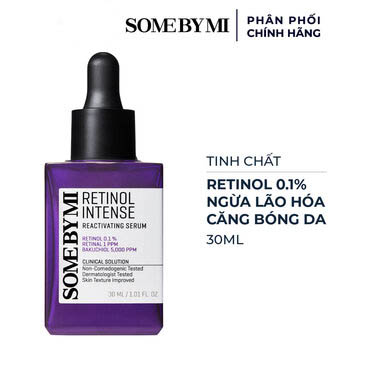 SOME BY MI
PHÂN PHỐI
CHÍNH HÃNG
TINH CHẤT
RETINOL 0.1%
NGỪA LÃO HÓA
CĂNG BÓNG DA
30ML
SOME BY MI
RETINOL
INTENSE
REACTIVATING SERUM
RETINOL 0.1%
RETINAL 1 PPM
BAKUCHIOL 5,000 PPM
CLINICAL SOLUTION
Non-Comedogenic Tested
Dermatologist Tested
Skin Texture Improved
30 ML / 1.01 FL. OZ